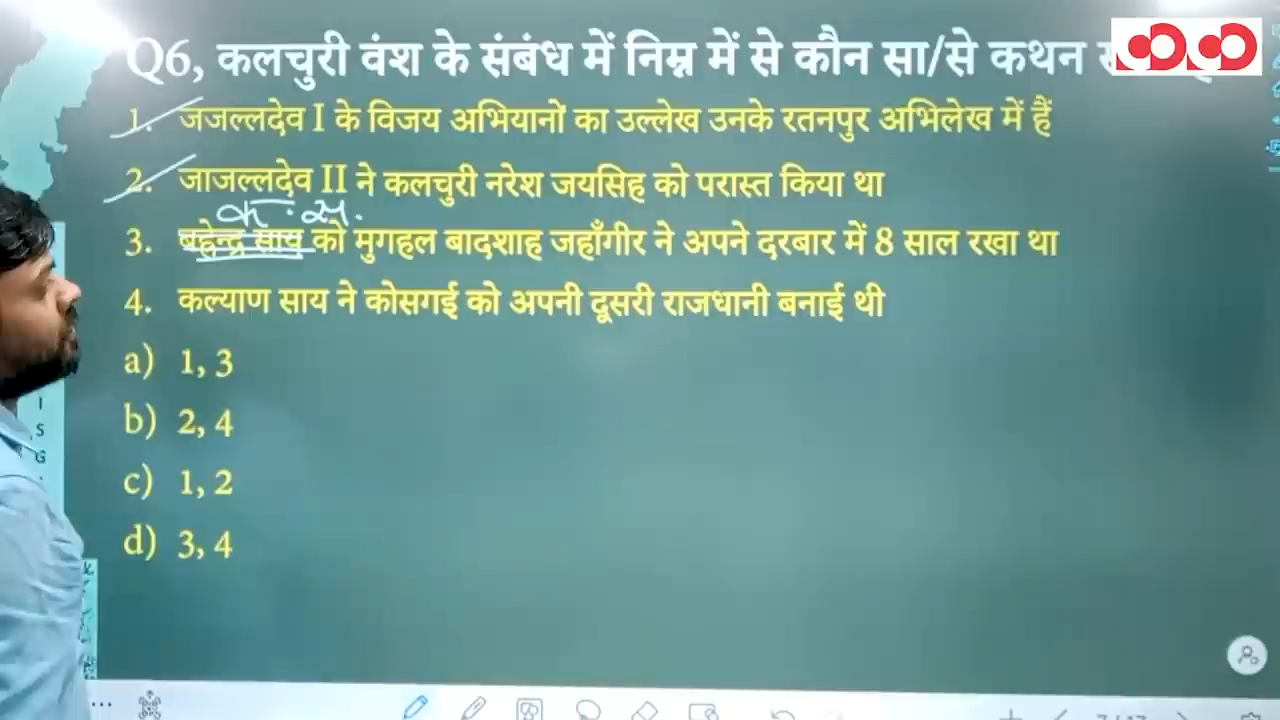 Q6, कलचुरी वंश के संबंध में निम्न में से कौन सा/से कथन
1. जजल्लदेव I के विजय अभियानों का उल्लेख उनके रतनपुर अभिलेख में हैं
2. जाजल्लदेव II ने कलचुरी नरेश जयसिह को परास्त किया था
क. सा.
3. बहेन्द्र साय को मुगहल बादशाह जहाँगीर ने अपने दरबार में 8 साल रखा था
4. कल्याण साय ने कोसगई को अपनी दूसरी राजधानी बनाई थी
a) 1, 3
b) 2, 4
c) 1, 2
d) 3, 4
I
S
G